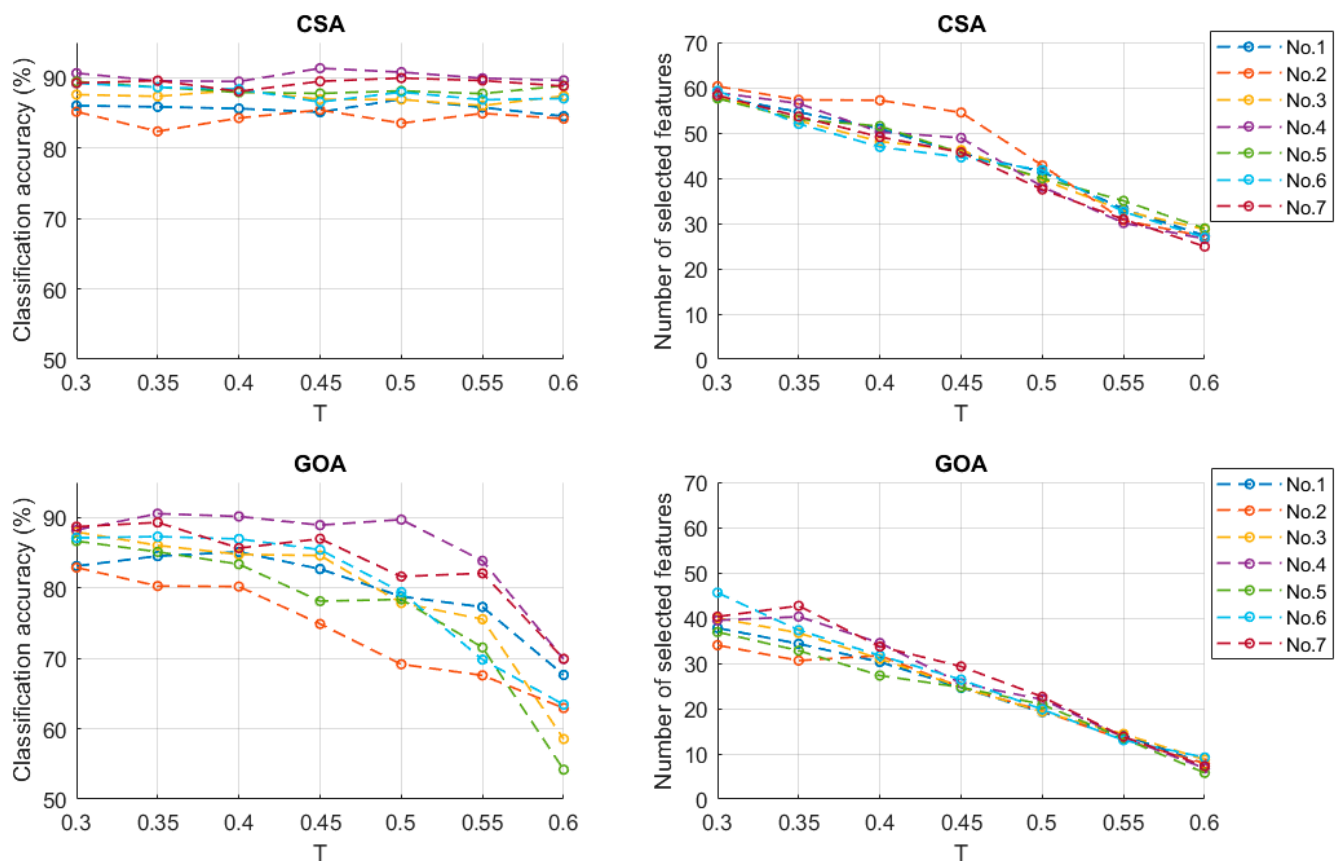 CSA
Classification accuracy (%)
90
80
70
60
50
0.3 0.35 0.4 0.45 0.5 0.55 0.6
T
CSA
Number of selected features
70
60
50
40
30
20
10
0
0.3 0.35 0.4 0.45 0.5 0.55 0.6
T
No.1
No.2
No.3
No.4
No.5
No.6
No.7
GOA
Classification accuracy (%)
90
80
70
60
50
0.3 0.35 0.4 0.45 0.5 0.55 0.6
T
GOA
Number of selected features
70
60
50
40
30
20
10
0
0.3 0.35 0.4 0.45 0.5 0.55 0.6
T
No.1
No.2
No.3
No.4
No.5
No.6
No.7